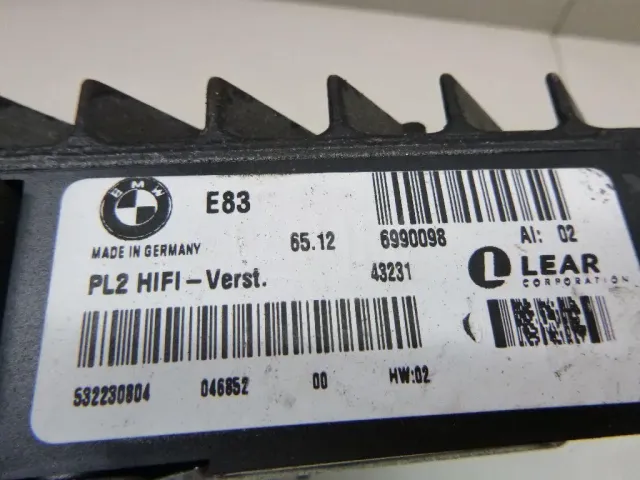 BMW
E83
MADE IN GERMANY
65.12 6990098 AI: 02
PL2 HIFI-Verst. 43231
LEAR
CORPORATION
532230804 046852 00 HW:02